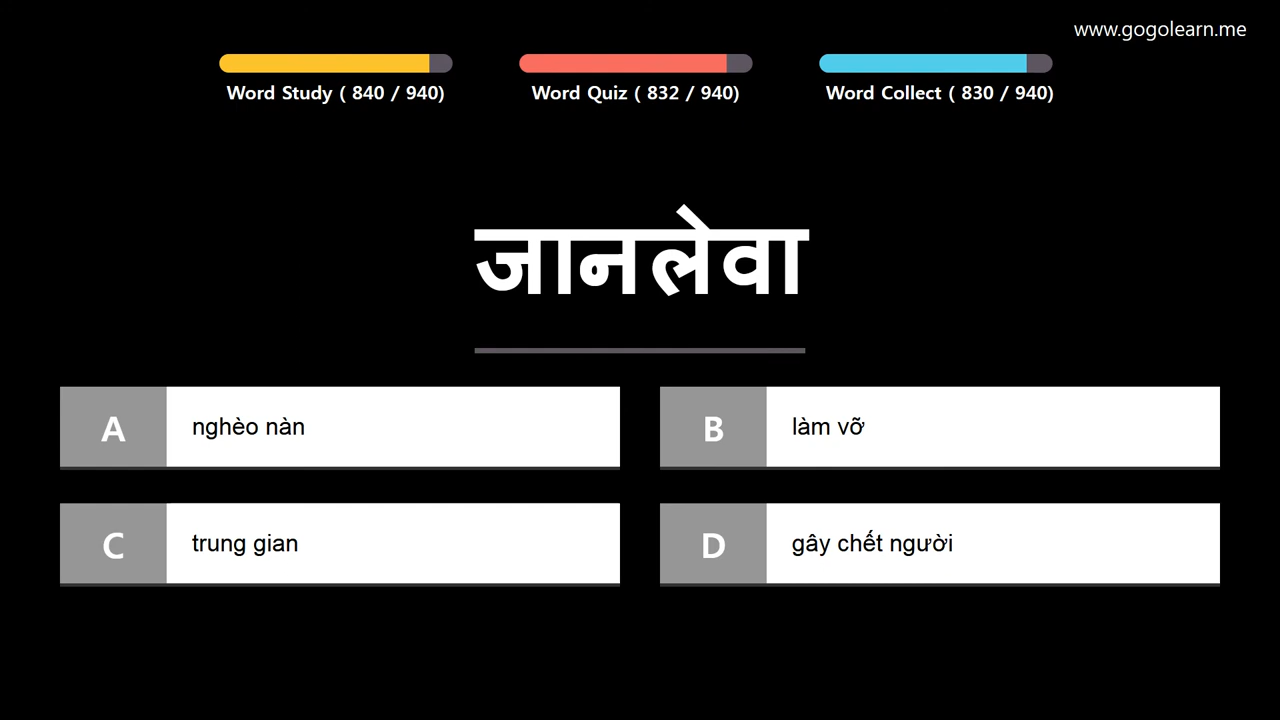 www.gogolearn.me
Word Study ( 840 / 940)
Word Quiz ( 832 / 940)
Word Collect ( 830 / 940)
जानलेवा
A
nghèo nàn
B
làm vỡ
C
trung gian
D
gây chết người